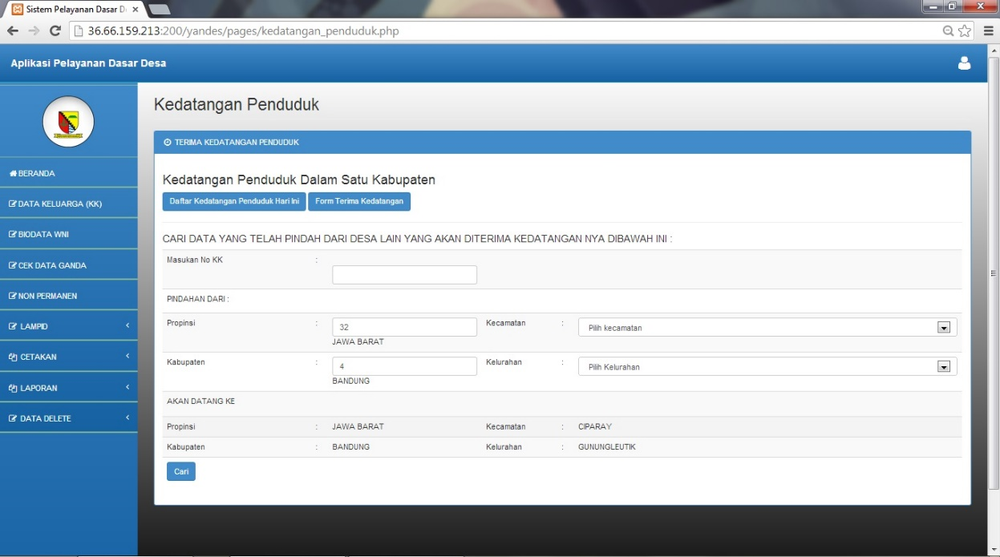 Sistem Pelayanan Dasar D
36.66.159.213:200/yandes/pages/kedatangan_penduduk.php
Aplikasi Pelayanan Dasar Desa
BERANDA
DATA KELUARGA (KK)
BIODATA WNI
CEK DATA GANDA
NON PERMANEN
LAMPID
CETAKAN
LAPORAN
DATA DELETE
Kedatangan Penduduk
TERIMA KEDATANGAN PENDUDUK
Kedatangan Penduduk Dalam Satu Kabupaten
Daftar Kedatangan Penduduk Hari Ini Form Terima Kedatangan
CARI DATA YANG TELAH PINDAH DARI DESA LAIN YANG AKAN DITERIMA KEDATANGAN NYA DIBAWAH INI :
Masukan No KK :
PINDAHAN DARI :
Propinsi : 32 Kecamatan : Pilih kecamatan
JAWA BARAT
Kabupaten : 4 Kelurahan : Pilih Kelurahan
BANDUNG
AKAN DATANG KE
Propinsi : JAWA BARAT Kecamatan : CIPARAY
Kabupaten : BANDUNG Kelurahan : GUNUNGLEUTIK
Cari